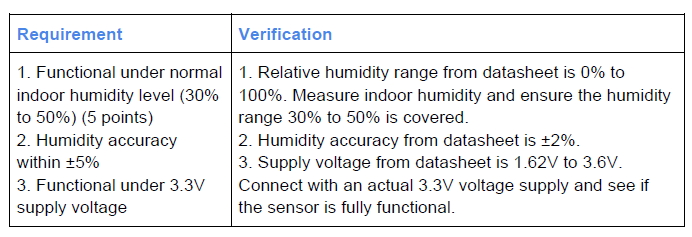 Requirement
Verification
1. Functional under normal
indoor humidity level (30%
to 50%) (5 points)
2. Humidity accuracy
within ±5%
3. Functional under 3.3V
supply voltage
1. Relative humidity range from datasheet is 0% to
100%. Measure indoor humidity and ensure the humidity
range 30% to 50% is covered.
2. Humidity accuracy from datasheet is ±2%.
3. Supply voltage from datasheet is 1.62V to 3.6V.
Connect with an actual 3.3V voltage supply and see if
the sensor is fully functional.